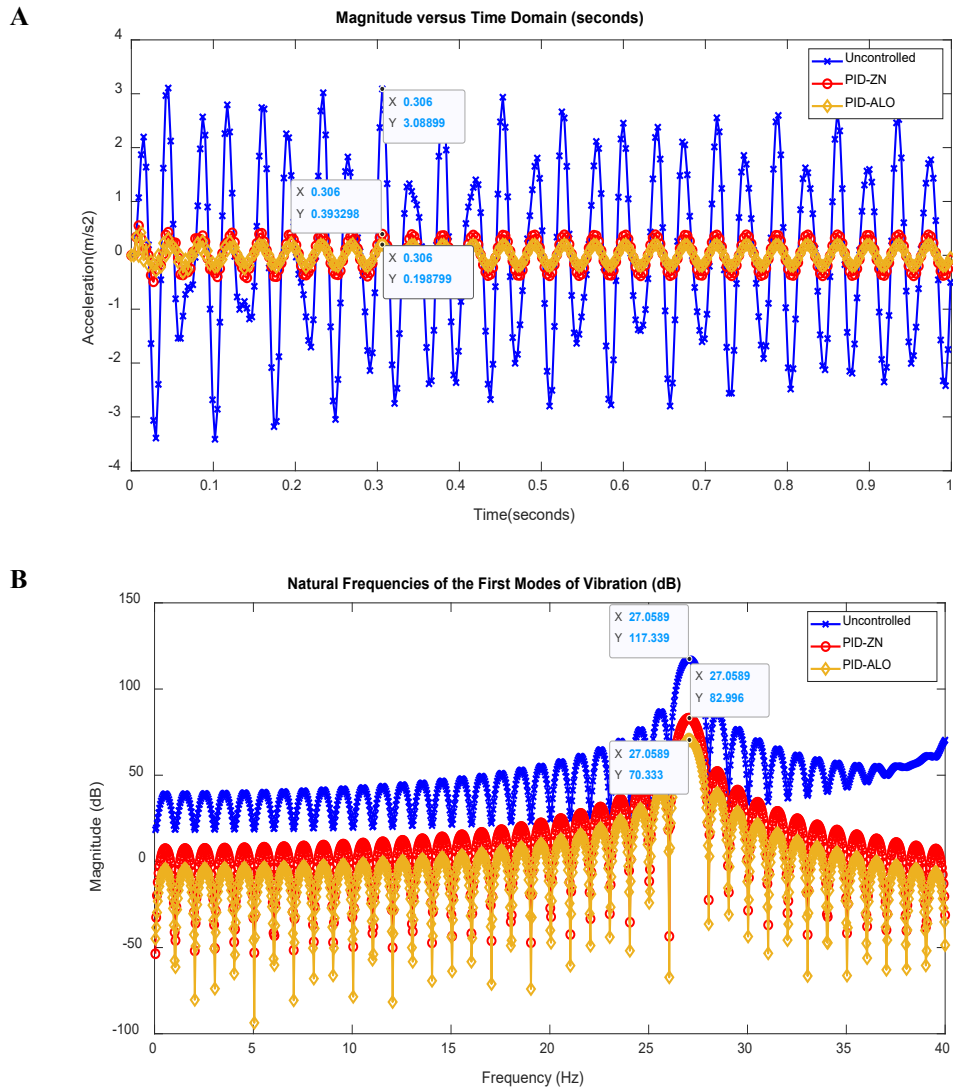 A
Magnitude versus Time Domain (seconds)
4
3
2
1
0
-1
-2
-3
-4
Acceleration(m/s2)
Uncontrolled
PID-ZN
PID-ALO
X 0.306
Y 3.08899
X 0.306
Y 0.393298
X 0.306
Y 0.198799
0 0.1 0.2 0.3 0.4 0.5 0.6 0.7 0.8 0.9 1
Time(seconds)
B
Natural Frequencies of the First Modes of Vibration (dB)
150
100
50
0
-50
-100
Magnitude (dB)
Uncontrolled
PID-ZN
PID-ALO
X 27.0589
Y 117.339
X 27.0589
Y 82.996
X 27.0589
Y 70.333
0 5 10 15 20 25 30 35 40
Frequency (Hz)